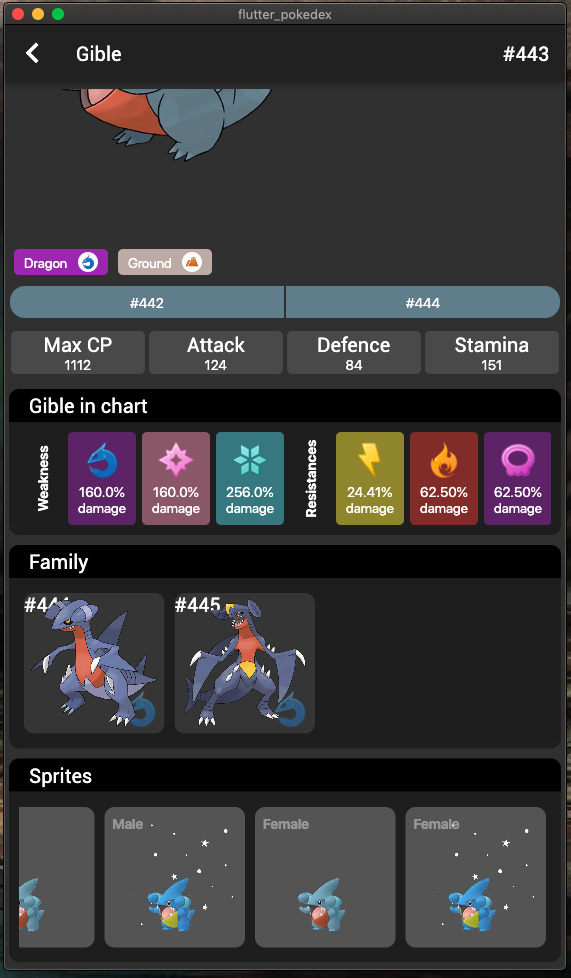 flutter_pokedex
Gible
#443
Dragon
Ground
#442
#444
Max CP
1112
Attack
124
Defence
84
Stamina
151
Gible in chart
Weakness
160.0%
damage
160.0%
damage
256.0%
damage
Resistances
24.41%
damage
62.50%
damage
62.50%
damage
Family
#444
#445
Sprites
Male
Female
Female